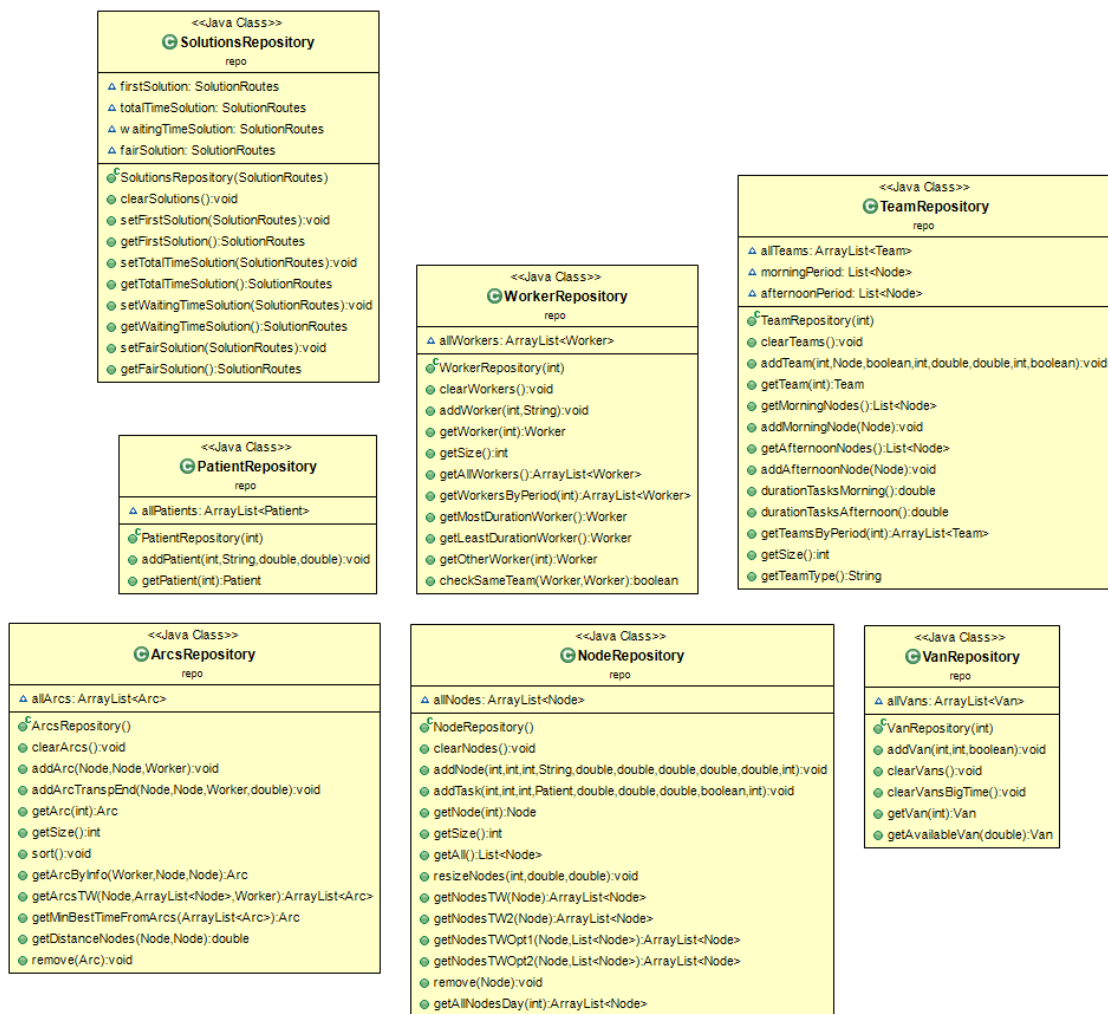 <<Java Class>>
SolutionsRepository
repo
firstSolution: SolutionRoutes
totalTimeSolution: SolutionRoutes
waitingTimeSolution: SolutionRoutes
fairSolution: SolutionRoutes
SolutionsRepository(SolutionRoutes)
clearSolutions():void
setFirstSolution(SolutionRoutes):void
getFirstSolution():SolutionRoutes
setTotalTimeSolution(SolutionRoutes):void
getTotalTimeSolution():SolutionRoutes
setWaitingTimeSolution(SolutionRoutes):void
getWaitingTimeSolution():SolutionRoutes
setFairSolution(SolutionRoutes):void
getFairSolution():SolutionRoutes
<<Java Class>>
WorkerRepository
repo
allWorkers: ArrayList<Worker>
WorkerRepository(int)
clearWorkers():void
addWorker(int,String):void
getWorker(int):Worker
getSize():int
getAllWorkers():ArrayList<Worker>
getWorkersByPeriod(int):ArrayList<Worker>
getMostDurationWorker():Worker
getLeastDurationWorker():Worker
getOtherWorker(int):Worker
checkSameTeam(Worker,Worker):boolean
<<Java Class>>
TeamRepository
repo
allTeams: ArrayList<Team>
morningPeriod: List<Node>
afternoonPeriod: List<Node>
TeamRepository(int)
clearTeams():void
addTeam(int,Node,boolean,int,double,double,int,boolean):void
getTeam(int):Team
getMorningNodes():List<Node>
addMorningNode(Node):void
getAfternoonNodes():List<Node>
addAfternoonNode(Node):void
durationTasksMorning():double
durationTasksAfternoon():double
getTeamsByPeriod(int):ArrayList<Team>
getSize():int
getTeamType():String
<<Java Class>>
PatientRepository
repo
allPatients: ArrayList<Patient>
PatientRepository(int)
addPatient(int,String,double,double):void
getPatient(int):Patient
<<Java Class>>
ArcsRepository
repo
allArcs: ArrayList<Arc>
ArcsRepository()
clearArcs():void
addArc(Node,Node,Worker):void
addArcTranspEnd(Node,Node,Worker,double):void
getArc(int):Arc
getSize():int
sort():void
getArcByInfo(Worker,Node,Node):Arc
getArcsTW(Node,ArrayList<Node>,Worker):ArrayList<Arc>
getMinBestTimeFromArcs(ArrayList<Arc>):Arc
getDistanceNodes(Node,Node):double
remove(Arc):void
<<Java Class>>
NodeRepository
repo
allNodes: ArrayList<Node>
NodeRepository()
clearNodes():void
addNode(int,int,int,String,double,double,double,double,double,int):void
addTask(int,int,int,Patient,double,double,double,boolean,int):void
getNode(int):Node
getSize():int
getAll():List<Node>
resizeNodes(int,double,double):void
getNodesTW(Node):ArrayList<Node>
getNodesTW2(Node):ArrayList<Node>
getNodesTWOpt1(Node,List<Node>):ArrayList<Node>
getNodesTWOpt2(Node,List<Node>):ArrayList<Node>
remove(Node):void
getAllNodesDay(int):ArrayList<Node>
<<Java Class>>
VanRepository
repo
allVans: ArrayList<Van>
VanRepository(int)
addVan(int,int,boolean):void
clearVans():void
clearVansBigTime():void
getVan(int):Van
getAvailableVan(double):Van